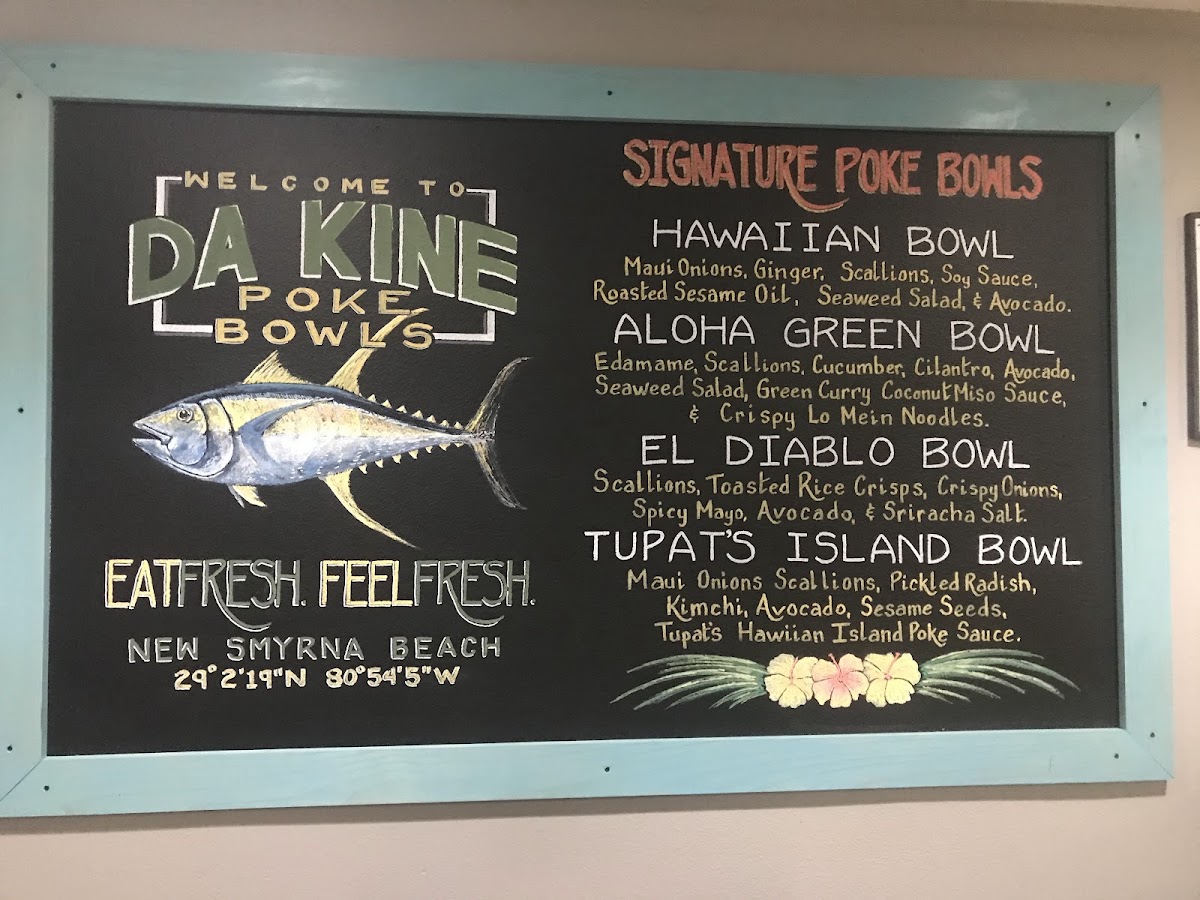 WELCOME TO
DA KINE
POKE
BOWLS
EATFRESH. FEELFRESH.
NEW SMYRNA BEACH
29°2'19"N 80°54'5"W
SIGNATURE POKE BOWLS
HAWAIIAN BOWL
Maui Onions, Ginger, Scallions, Soy Sauce,
Roasted Sesame Oil, Seaweed Salad, & Avocado.
ALOHA GREEN BOWL
Edamame, Scallions, Cucumber, Cilantro, Avocado,
Seaweed Salad, Green Curry Coconut Miso Sauce,
& Crispy Lo Mein Noodles.
EL DIABLO BOWL
Scallions, Toasted Rice Crisps, Crispy Onions,
Spicy Mayo, Avocado, & Sriracha Salt.
TUPAT'S ISLAND BOWL
Maui Onions Scallions, Pickled Radish,
Kimchi, Avocado, Sesame Seeds,
Tupat's Hawiian Island Poke Sauce.